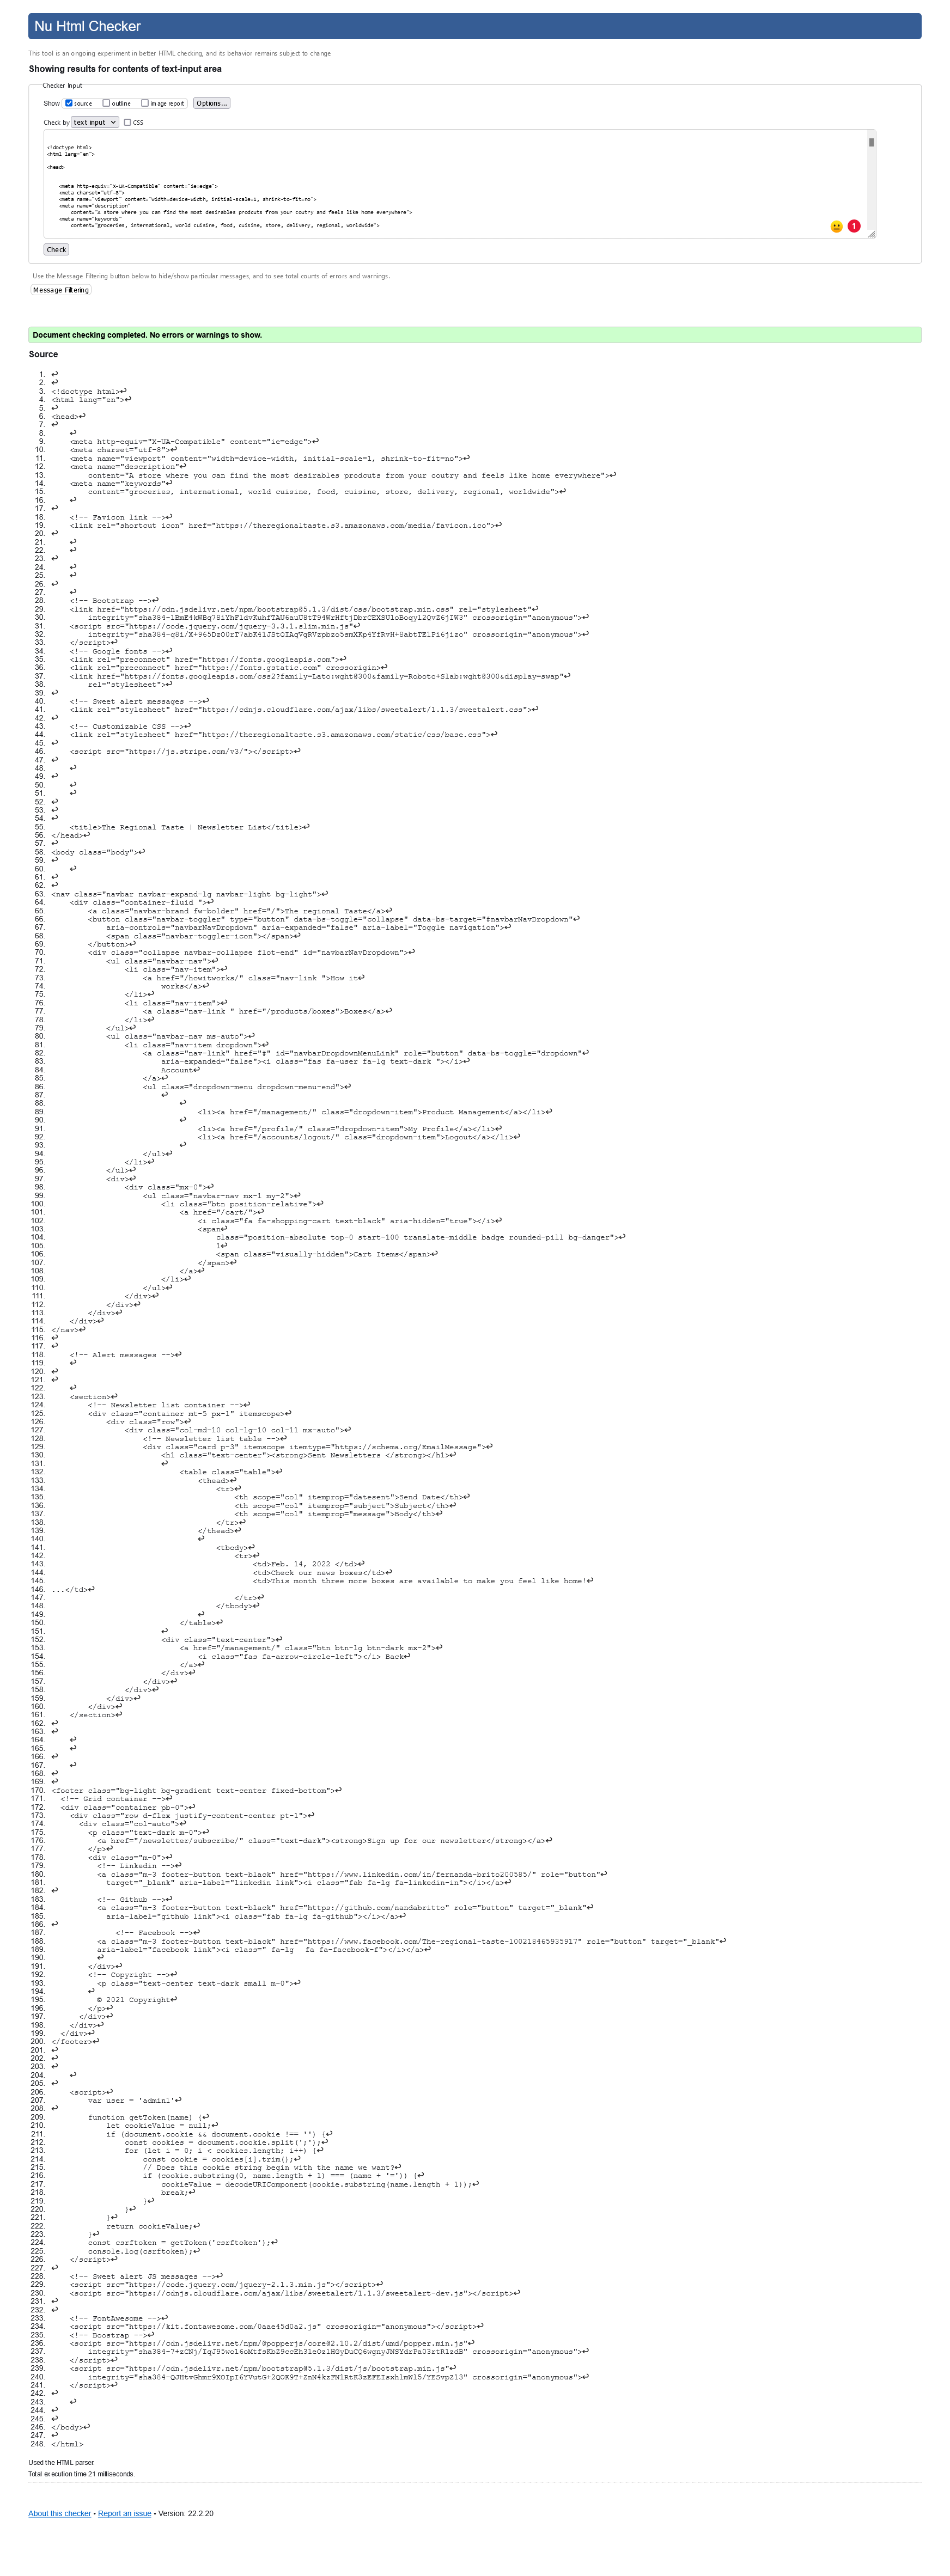 Nu Html Checker
This tool is an ongoing experiment in better HTML checking, and its behavior remains subject to change
Showing results for contents of text-input area
Checker Input
Show source outline image report Options...
Check by text input CSS
<!doctype html>
<html lang="en">
<head>
<meta http-equiv="X-UA-Compatible" content="ie=edge">
<meta charset="utf-8">
<meta name="viewport" content="width=device-width, initial-scale=1, shrink-to-fit=no">
<meta name="description"
content="A store where you can find the most desirables prodcuts from your coutry and feels like home everywhere">
<meta name="keywords"
content="groceries, international, world cuisine, food, cuisine, store, delivery, regional, worldwide">
1
Check
Use the Message Filtering button below to hide/show particular messages, and to see total counts of errors and warnings.
Message Filtering
Document checking completed. No errors or warnings to show.
Source
1. ↩
2. ↩
3. <!doctype html>↩
4. <html lang="en">↩
5. ↩
6. <head>↩
7. ↩
8. ↩
9. <meta http-equiv="X-UA-Compatible" content="ie=edge">↩
10. <meta charset="utf-8">↩
11. <meta name="viewport" content="width=device-width, initial-scale=1, shrink-to-fit=no">↩
12. <meta name="description"↩
13. content="A store where you can find the most desirables prodcuts from your coutry and feels like home everywhere">↩
14. <meta name="keywords"↩
15. content="groceries, international, world cuisine, food, cuisine, store, delivery, regional, worldwide">↩
16. ↩
17. ↩
18. <!-- Favicon link -->↩
19. <link rel="shortcut icon" href="https://theregionaltaste.s3.amazonaws.com/media/favicon.ico">↩
20. ↩
21. ↩
22. ↩
23. ↩
24. ↩
25. ↩
26. ↩
27. ↩
28. <!-- Bootstrap -->↩
29. <link href="https://cdn.jsdelivr.net/npm/bootstrap@5.1.3/dist/css/bootstrap.min.css" rel="stylesheet"↩
30. integrity="sha384-1BmE4kWBq78iYhFldvKuhfTAU6auU8tT94WrHftjDbrCEXSU1oBoqyl2QvZ6jIW3" crossorigin="anonymous">↩
31. <script src="https://code.jquery.com/jquery-3.3.1.slim.min.js"↩
32. integrity="sha384-q8i/X+965DzO0rT7abK41JStQIAqVgRVzpbzo5smXKp4YfRvH+8abtTE1Pi6jizo" crossorigin="anonymous">↩
33. </script>↩
34. <!-- Google fonts -->↩
35. <link rel="preconnect" href="https://fonts.googleapis.com">↩
36. <link rel="preconnect" href="https://fonts.gstatic.com" crossorigin>↩
37. <link href="https://fonts.googleapis.com/css2?family=Lato:wght@300&family=Roboto+Slab:wght@300&display=swap"↩
38. rel="stylesheet">↩
39. ↩
40. <!-- Sweet alert messages -->↩
41. <link rel="stylesheet" href="https://cdnjs.cloudflare.com/ajax/libs/sweetalert/1.1.3/sweetalert.css">↩
42. ↩
43. <!-- Customizable CSS -->↩
44. <link rel="stylesheet" href="https://theregionaltaste.s3.amazonaws.com/static/css/base.css">↩
45. ↩
46. <script src="https://js.stripe.com/v3/"></script>↩
47. ↩
48. ↩
49. ↩
50. ↩
51. ↩
52. ↩
53. ↩
54. ↩
55. <title>The Regional Taste | Newsletter List</title>↩
56. </head>↩
57. ↩
58. <body class="body">↩
59. ↩
60. ↩
61. ↩
62. ↩
63. <nav class="navbar navbar-expand-lg navbar-light bg-light">↩
64. <div class="container-fluid ">↩
65. <a class="navbar-brand fw-bolder" href="/">The regional Taste</a>↩
66. <button class="navbar-toggler" type="button" data-bs-toggle="collapse" data-bs-target="#navbarNavDropdown"↩
67. aria-controls="navbarNavDropdown" aria-expanded="false" aria-label="Toggle navigation">↩
68. <span class="navbar-toggler-icon"></span>↩
69. </button>↩
70. <div class="collapse navbar-collapse flot-end" id="navbarNavDropdown">↩
71. <ul class="navbar-nav">↩
72. <li class="nav-item">↩
73. <a href="/howitworks/" class="nav-link ">How it↩
74. works</a>↩
75. </li>↩
76. <li class="nav-item">↩
77. <a class="nav-link " href="/products/boxes">Boxes</a>↩
78. </li>↩
79. </ul>↩
80. <ul class="navbar-nav ms-auto">↩
81. <li class="nav-item dropdown">↩
82. <a class="nav-link" href="#" id="navbarDropdownMenuLink" role="button" data-bs-toggle="dropdown"↩
83. aria-expanded="false"><i class="fas fa-user fa-lg text-dark "></i>↩
84. Account↩
85. </a>↩
86. <ul class="dropdown-menu dropdown-menu-end">↩
87. ↩
88. ↩
89. <li><a href="/management/" class="dropdown-item">Product Management</a></li>↩
90. ↩
91. <li><a href="/profile/" class="dropdown-item">My Profile</a></li>↩
92. <li><a href="/accounts/logout/" class="dropdown-item">Logout</a></li>↩
93. ↩
94. </ul>↩
95. </li>↩
96. </ul>↩
97. <div>↩
98. <div class="mx-0">↩
99. <ul class="navbar-nav mx-1 my-2">↩
100. <li class="btn position-relative">↩
101. <a href="/cart/">↩
102. <i class="fa fa-shopping-cart text-black" aria-hidden="true"></i>↩
103. <span↩
104. class="position-absolute top-0 start-100 translate-middle badge rounded-pill bg-danger">↩
105. 1↩
106. <span class="visually-hidden">Cart Items</span>↩
107. </span>↩
108. </a>↩
109. </li>↩
110. </ul>↩
111. </div>↩
112. </div>↩
113. </div>↩
114. </div>↩
115. </nav>↩
116. ↩
117. ↩
118. <!-- Alert messages -->↩
119. ↩
120. ↩
121. ↩
122. ↩
123. <section>↩
124. <!-- Newsletter list container -->↩
125. <div class="container mt-5 px-1" itemscope>↩
126. <div class="row">↩
127. <div class="col-md-10 col-lg-10 col-11 mx-auto">↩
128. <!-- Newsletter list table -->↩
129. <div class="card p-3" itemscope itemtype="https://schema.org/EmailMessage">↩
130. <h1 class="text-center"><strong>Sent Newsletters </strong></h1>↩
131. ↩
132. <table class="table">↩
133. <thead>↩
134. <tr>↩
135. <th scope="col" itemprop="datesent">Send Date</th>↩
136. <th scope="col" itemprop="subject">Subject</th>↩
137. <th scope="col" itemprop="message">Body</th>↩
138. </tr>↩
139. </thead>↩
140. ↩
141. <tbody>↩
142. <tr>↩
143. <td>Feb. 14, 2022 </td>↩
144. <td>Check our news boxes</td>↩
145. <td>This month three more boxes are available to make you feel like home!↩
146. ...</td>↩
147. </tr>↩
148. </tbody>↩
149. ↩
150. </table>↩
151. ↩
152. <div class="text-center">↩
153. <a href="/management/" class="btn btn-lg btn-dark mx-2">↩
154. <i class="fas fa-arrow-circle-left"></i> Back↩
155. </a>↩
156. </div>↩
157. </div>↩
158. </div>↩
159. </div>↩
160. </div>↩
161. </section>↩
162. ↩
163. ↩
164. ↩
165. ↩
166. ↩
167. ↩
168. ↩
169. ↩
170. <footer class="bg-light bg-gradient text-center fixed-bottom">↩
171. <!-- Grid container -->↩
172. <div class="container pb-0">↩
173. <div class="row d-flex justify-content-center pt-1">↩
174. <div class="col-auto">↩
175. <p class="text-dark m-0">↩
176. <a href="/newsletter/subscribe/" class="text-dark"><strong>Sign up for our newsletter</strong></a>↩
177. </p>↩
178. <div class="m-0">↩
179. <!-- Linkedin -->↩
180. <a class="m-3 footer-button text-black" href="https://www.linkedin.com/in/fernanda-brito200585/" role="button"↩
181. target="_blank" aria-label="linkedin link"><i class="fab fa-lg fa-linkedin-in"></i></a>↩
182. ↩
183. <!-- Github -->↩
184. <a class="m-3 footer-button text-black" href="https://github.com/nandabritto" role="button" target="_blank"↩
185. aria-label="github link"><i class="fab fa-lg fa-github"></i></a>↩
186. ↩
187. <!-- Facebook -->↩
188. <a class="m-3 footer-button text-black" href="https://www.facebook.com/The-regional-taste-100218465935917" role="button" target="_blank"↩
189. aria-label="facebook link"><i class=" fa-lg fa fa-facebook-f"></i></a>↩
190. ↩
191. </div>↩
192. <!-- Copyright -->↩
193. <p class="text-center text-dark small m-0">↩
194. ↩
195. © 2021 Copyright↩
196. </p>↩
197. </div>↩
198. </div>↩
199. </div>↩
200. </footer>↩
201. ↩
202. ↩
203. ↩
204. ↩
205. ↩
206. <script>↩
207. var user = 'admin1'↩
208. ↩
209. function getToken(name) {↩
210. let cookieValue = null;↩
211. if (document.cookie && document.cookie !== '') {↩
212. const cookies = document.cookie.split(';');↩
213. for (let i = 0; i < cookies.length; i++) {↩
214. const cookie = cookies[i].trim();↩
215. // Does this cookie string begin with the name we want?↩
216. if (cookie.substring(0, name.length + 1) === (name + '=')) {↩
217. cookieValue = decodeURIComponent(cookie.substring(name.length + 1));↩
218. break;↩
219. }↩
220. }↩
221. }↩
222. return cookieValue;↩
223. }↩
224. const csrftoken = getToken('csrftoken');↩
225. console.log(csrftoken);↩
226. </script>↩
227. ↩
228. <!-- Sweet alert JS messages -->↩
229. <script src="https://code.jquery.com/jquery-2.1.3.min.js"></script>↩
230. <script src="https://cdnjs.cloudflare.com/ajax/libs/sweetalert/1.1.3/sweetalert-dev.js"></script>↩
231. ↩
232. ↩
233. <!-- FontAwesome -->↩
234. <script src="https://kit.fontawesome.com/0aae45d0a2.js" crossorigin="anonymous"></script>↩
235. <!-- Boostrap -->↩
236. <script src="https://cdn.jsdelivr.net/npm/@popperjs/core@2.10.2/dist/umd/popper.min.js"↩
237. integrity="sha384-7+zCNj/IqJ95wo16oMtfsKbZ9ccEh31eOz1HGyDuCQ6wgnyJNSYdrPa03rtR1zdB" crossorigin="anonymous">↩
238. </script>↩
239. <script src="https://cdn.jsdelivr.net/npm/bootstrap@5.1.3/dist/js/bootstrap.min.js"↩
240. integrity="sha384-QJHtvGhmr9XOIpI6YVutG+2QOK9T+ZnN4kzFN1RtK3zEFEIsxhlmWl5/YESvpZ13" crossorigin="anonymous">↩
241. </script>↩
242. ↩
243. ↩
244. ↩
245. ↩
246. </body>↩
247. ↩
248. </html>
Used the HTML parser.
Total execution time 21 milliseconds.
About this checker • Report an issue • Version: 22.2.20